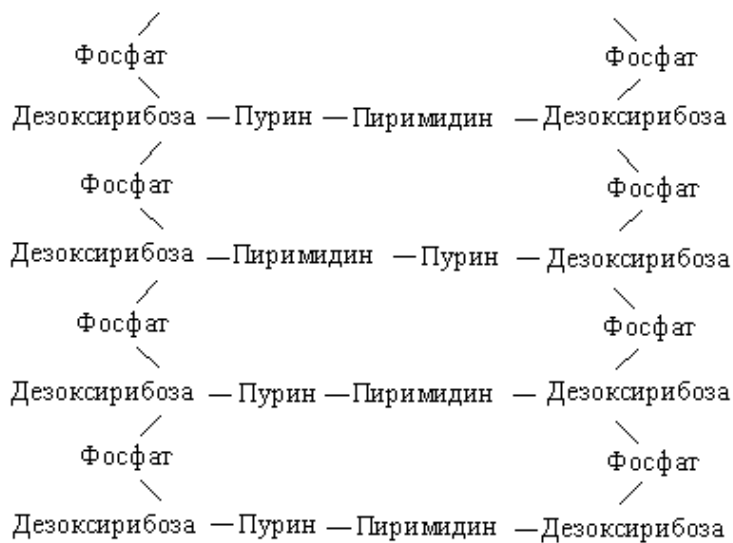 Фосфат Фосфат
Дезоксирибоза — Пурин — Пиримидин — Дезоксирибоза
Фосфат Фосфат
Дезоксирибоза — Пиримидин — Пурин — Дезоксирибоза
Фосфат Фосфат
Дезоксирибоза — Пурин — Пиримидин — Дезоксирибоза
Фосфат Фосфат
Дезоксирибоза — Пурин — Пиримидин — Дезоксирибоза